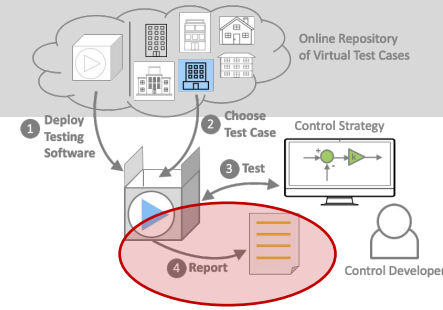 Online Repository
of Virtual Test Cases
1 Deploy
Testing
Software
2 Choose
Test Case
Control Strategy
+
-
k
3 Test
4 Report
Control Developer